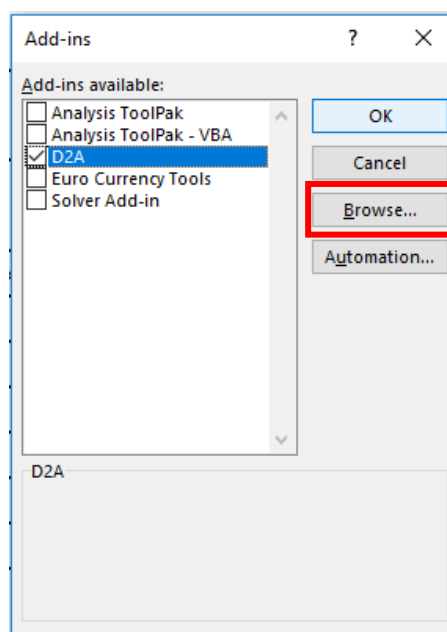 Add-ins
?
Add-ins available:
Analysis ToolPak
Analysis ToolPak - VBA
D2A
Euro Currency Tools
Solver Add-in
OK
Cancel
Browse...
Automation...
D2A